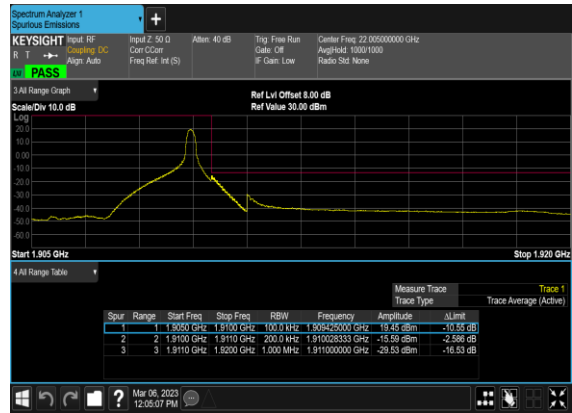 Spectrum Analyzer 1
Spurious Emissions
+
KEYSIGHT Input: RF Input Z: 50 Ω Atten: 40 dB Trig: Free Run Center Freq: 22.005000000 GHz
R T Coupling: DC Corr CCorr Gate: Off Avg|Hold: 1000/1000
Align: Auto Freq Ref: Int (S) IF Gain: Low Radio Std: None
PASS
3 All Range Graph
Ref Lvl Offset 8.00 dB
Scale/Div 10.0 dB Ref Value 30.00 dBm
Log
20.0
10.0
0.00
-10.0
-20.0
-30.0
-40.0
-50.0
-60.0
Start 1.905 GHz Stop 1.920 GHz
4 All Range Table
Measure Trace Trace 1
Trace Type Trace Average (Active)
Spur Range Start Freq Stop Freq RBW Frequency Amplitude ΔLimit
1 1 1.9050 GHz 1.9100 GHz 100.0 kHz 1.909425000 GHz 19.45 dBm -10.55 dB
2 2 1.9100 GHz 1.9110 GHz 200.0 kHz 1.910028333 GHz -15.59 dBm -2.586 dB
3 3 1.9110 GHz 1.9200 GHz 1.000 MHz 1.911000000 GHz -29.53 dBm -16.53 dB
? Mar 06, 2023
12:05:07 PM